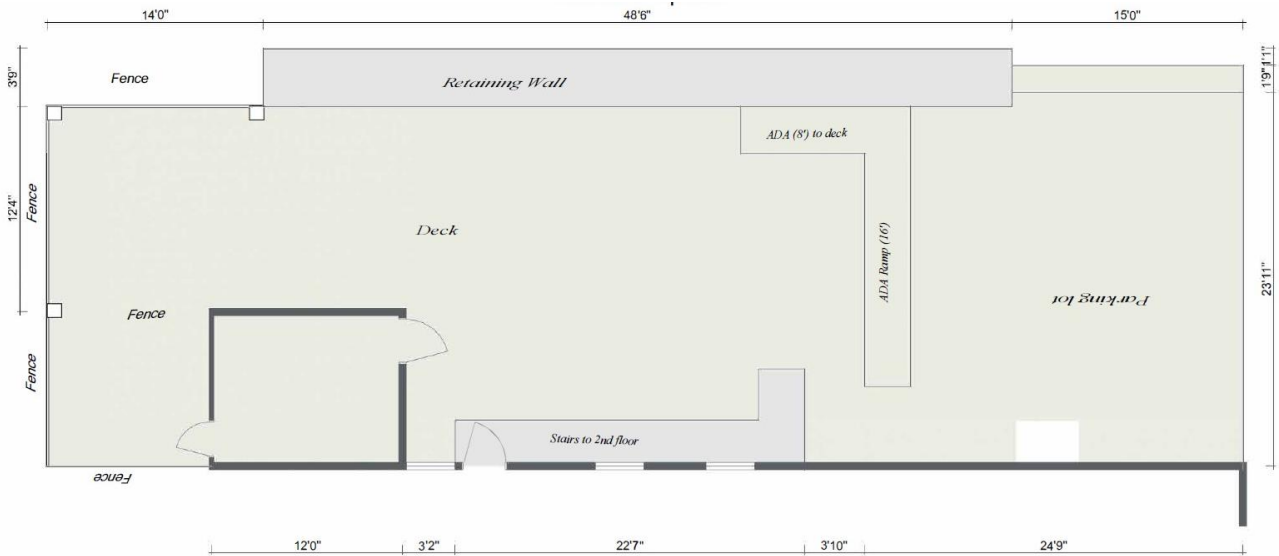 14'0"
48'6"
15'0"
3'9"
Fence
Retaining Wall
1'1"
1'9"
ADA (8') to deck
12'4"
Fence
Deck
ADA Ramp (16')
23'11"
Parking lot
Fence
Fence
Stairs to 2nd floor
Fence
12'0"
3'2"
22'7"
3'10"
24'9"